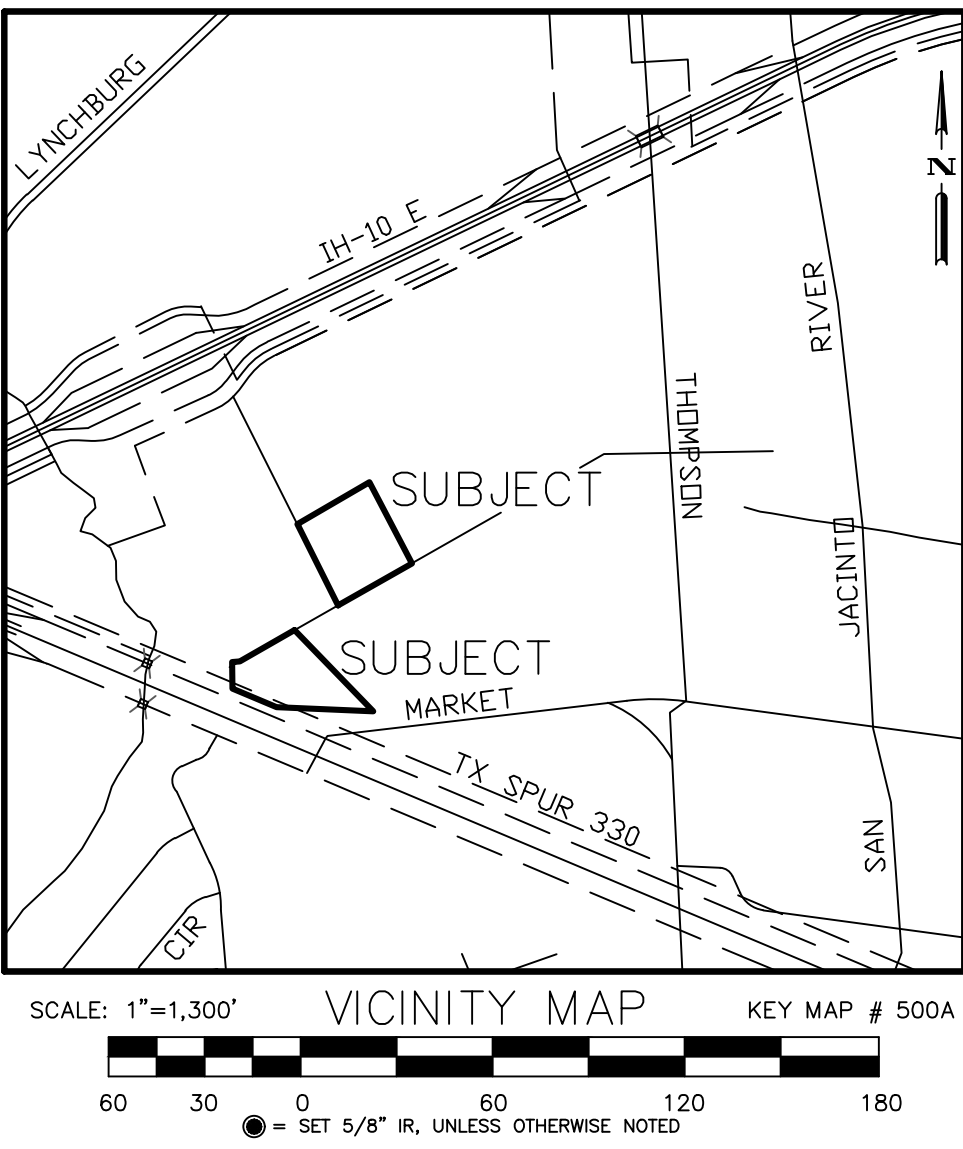 LYNCHBURG
IH-10 E
N
RIVER
THOMPSON
SUBJECT
JACINTO
SUBJECT
MARKET
TX SPUR 330
SAN
CIR
SCALE: 1"=1,300'
VICINITY MAP
KEY MAP # 500A
60 30 0 60 120 180
= SET 5/8" IR, UNLESS OTHERWISE NOTED